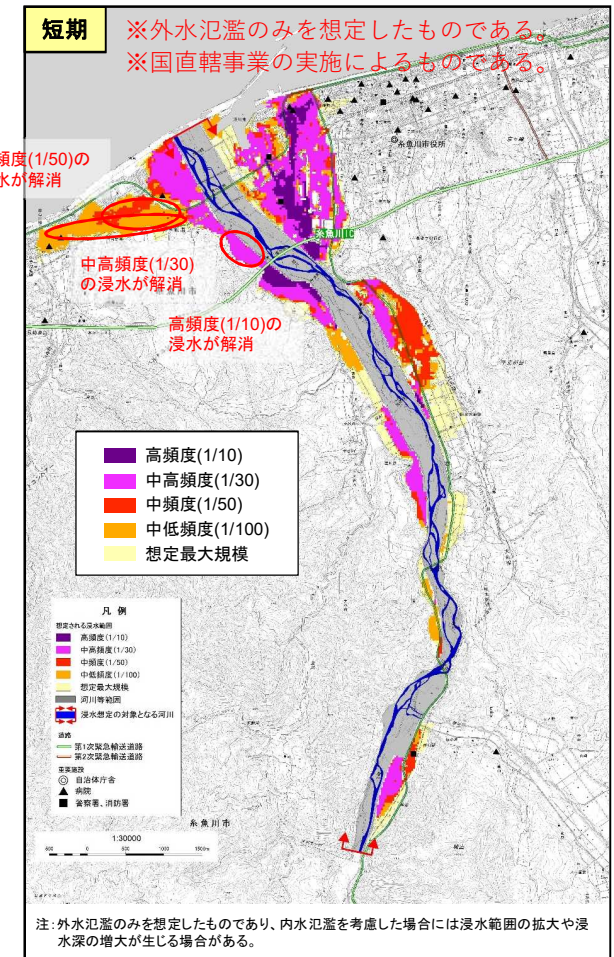 短期
※外水氾濫のみを想定したものである。
※国直轄事業の実施によるものである。
糸魚川市役所
頻度(1/50)の
水が解消
糸魚川IC
中高頻度(1/30)
の浸水が解消
高頻度(1/10)の
浸水が解消
高頻度(1/10)
中高頻度(1/30)
中頻度(1/50)
中低頻度(1/100)
想定最大規模
凡 例
想定される浸水範囲
高頻度(1/10)
中高頻度(1/30)
中頻度(1/50)
中低頻度(1/100)
想定最大規模
河川等範囲
浸水想定の対象となる河川
道路
第1次緊急輸送道路
第2次緊急輸送道路
重要施設
自治体庁舎
病院
警察署、消防署
糸魚川市
1:30000
500 1000 1500m
注:外水氾濫のみを想定したものであり、内水氾濫を考慮した場合には浸水範囲の拡大や浸
水深の増大が生じる場合がある。